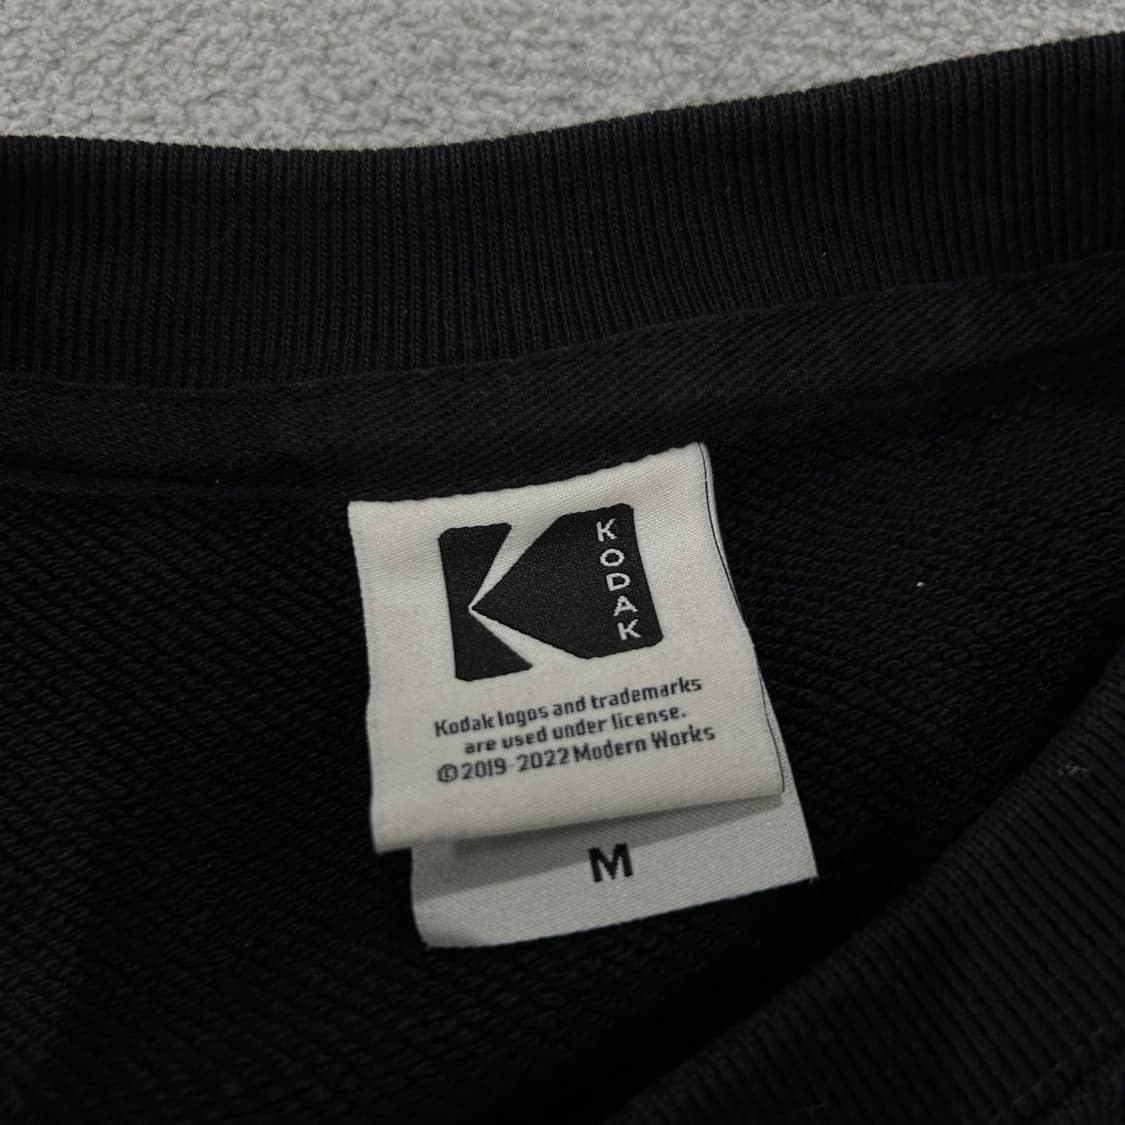 KODAK
Kodak logos and trademarks
are used under license.
©2019-2022 Modern Works
M